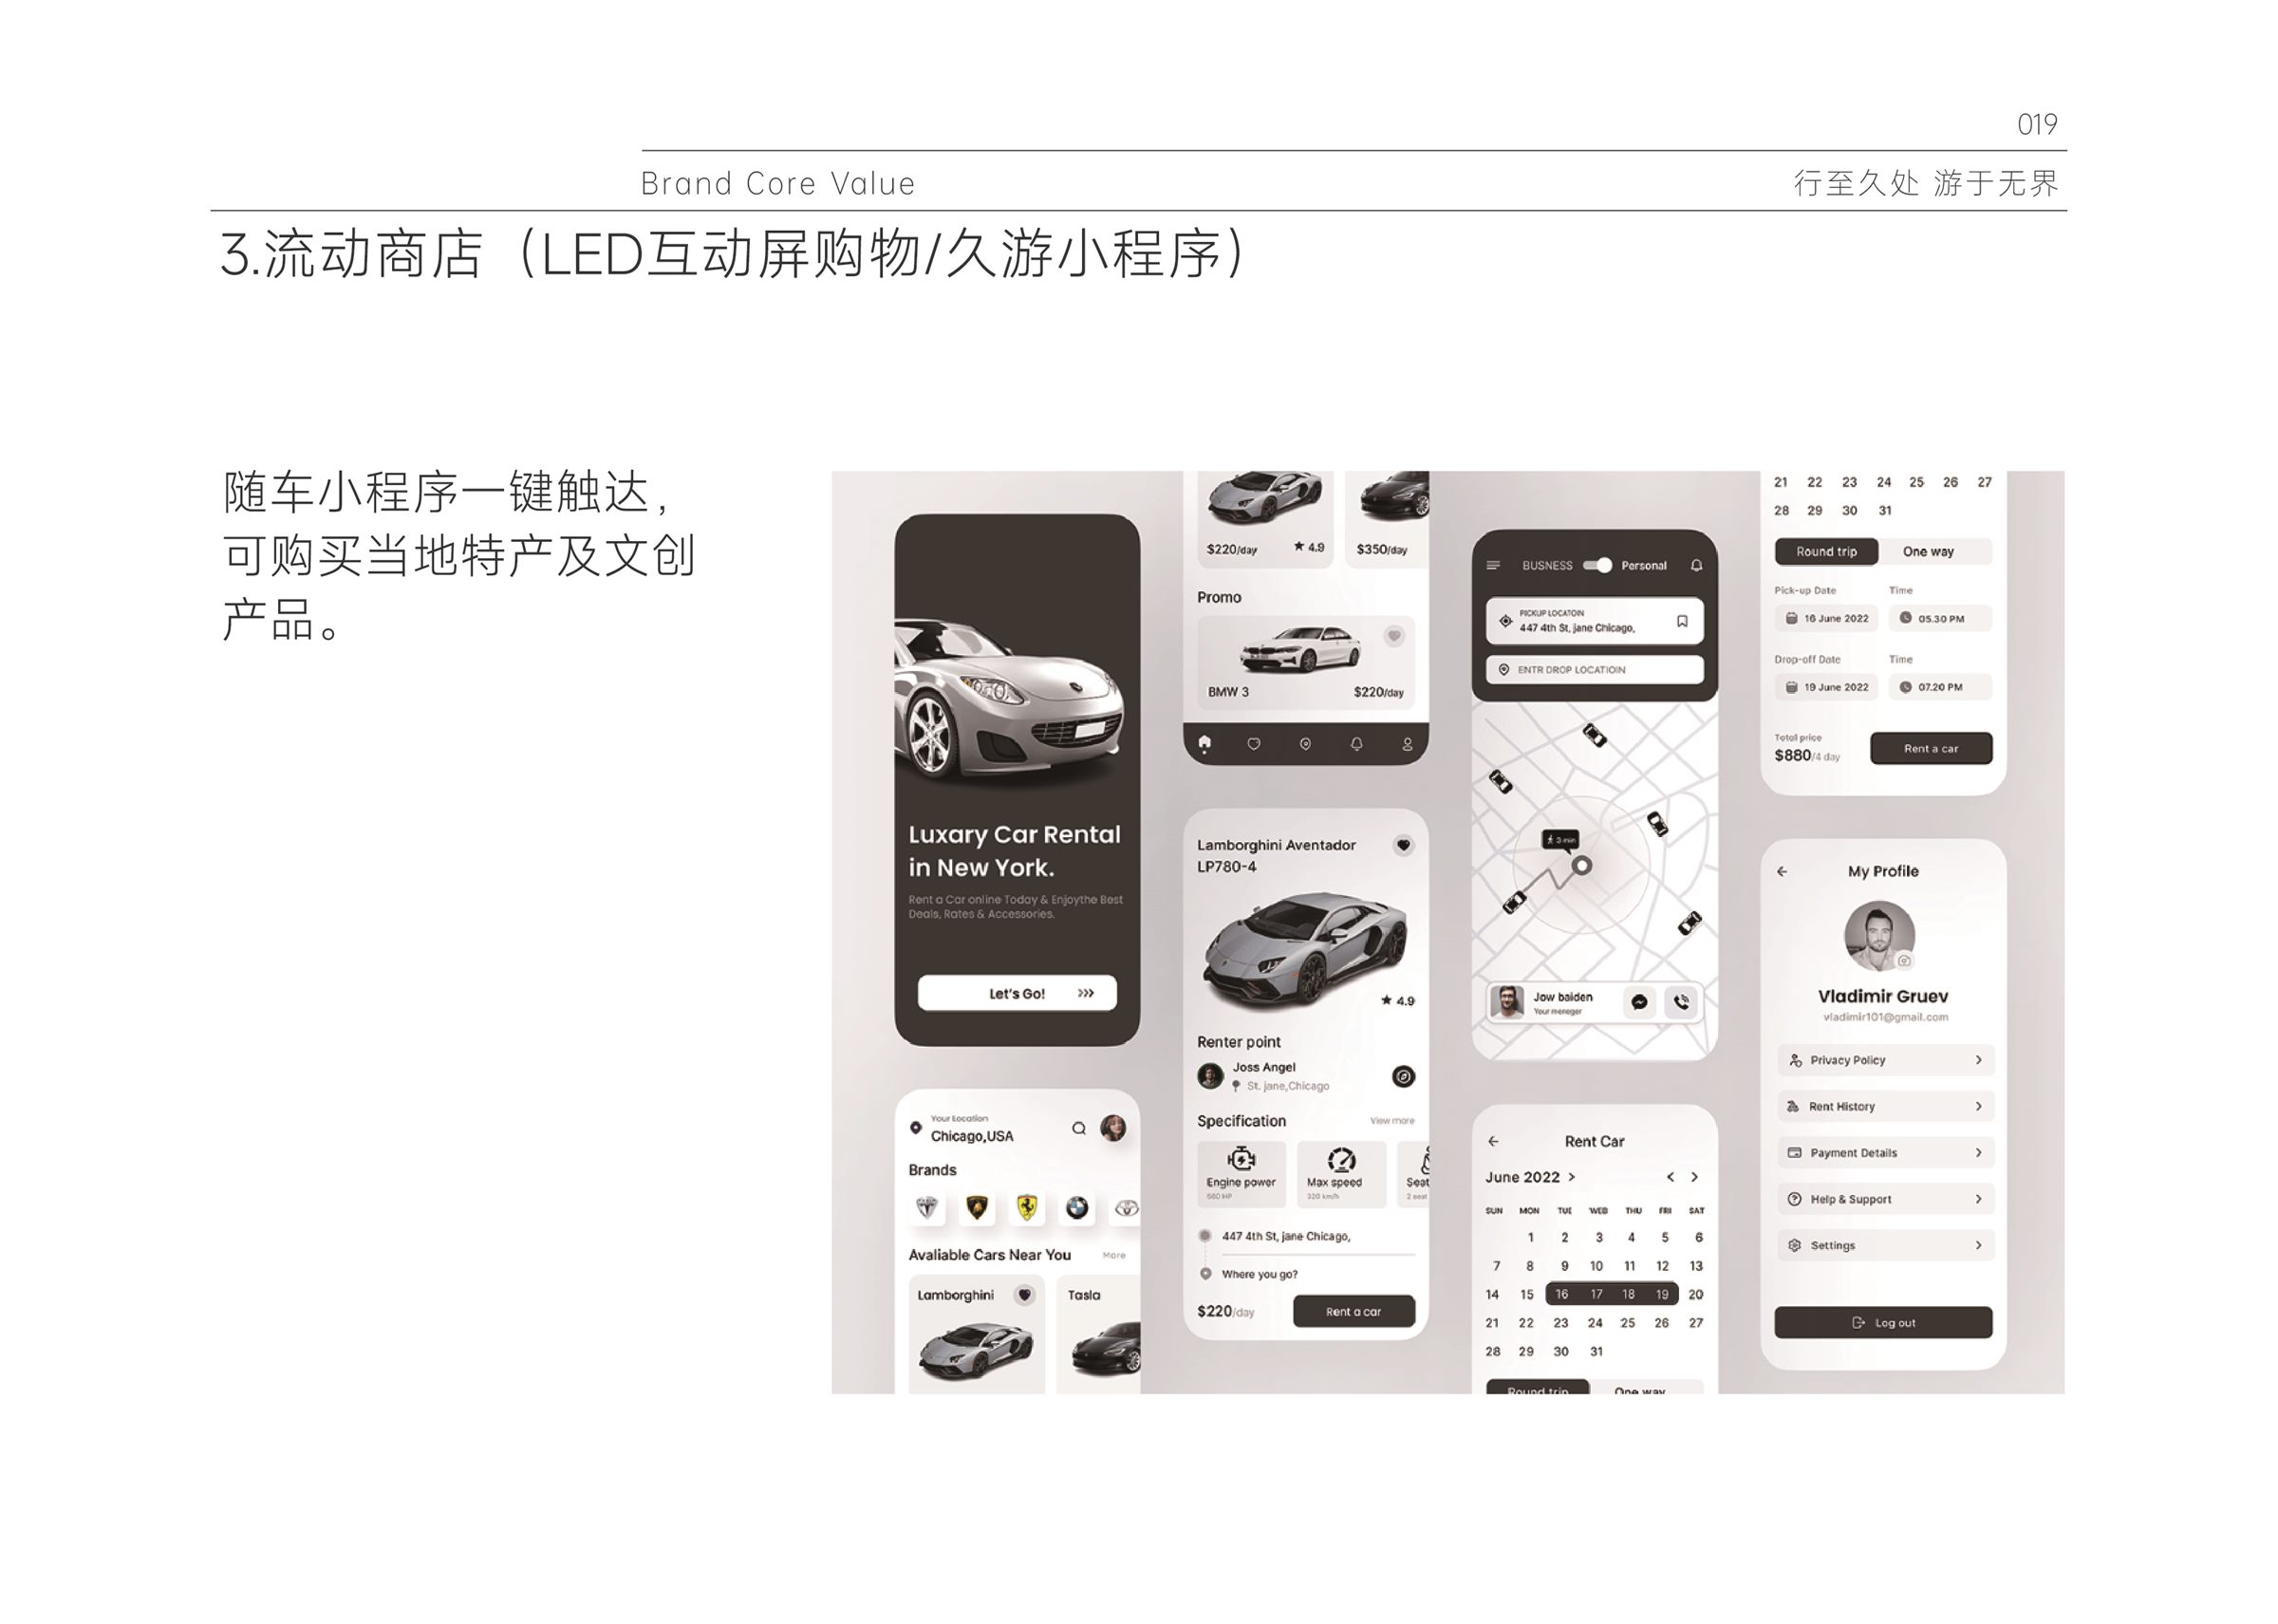 019
Brand Core Value
行至久处 游于无界
3.流动商店（LED互动屏购物/久游小程序）
随车小程序一键触达，
可购买当地特产及文创
产品。
Luxary Car Rental
in New York.
Rent a Car online Today & Enjoythe Best
Deals, Rates & Accessories.
Let's Go!
Your Location
Chicago,USA
Brands
Avaliable Cars Near You
More
Lamborghini
Tasla
$220/day
4.9
$350/day
Promo
BMW 3
$220/day
Lamborghini Aventador
LP780-4
4.9
Renter point
Joss Angel
St. jane,Chicago
Specification
View more
Engine power
Max speed
320 km/h
Seat
2 seat
447 4th St, jane Chicago,
Where you go?
$220/day
Rent a car
BUSNESS
Personal
PICKUP LOCATOIN
447 4th St, jane Chicago,
ENTR DROP LOCATIOIN
3 min
Jow baiden
Your meneger
Rent Car
June 2022
SUN MON TUE WEB THU FRI SAT
1 2 3 4 5 6
7 8 9 10 11 12 13
14 15 16 17 18 19 20
21 22 23 24 25 26 27
28 29 30 31
Round trip
One way
21 22 23 24 25 26 27
28 29 30 31
Round trip
One way
Pick-up Date
Time
16 June 2022
05.30 PM
Drop-off Date
Time
19 June 2022
07.20 PM
Total price
$880/4 day
Rent a car
My Profile
Vladimir Gruev
vladimir101@gmail.com
Privacy Policy
Rent History
Payment Details
Help & Support
Settings
Log out